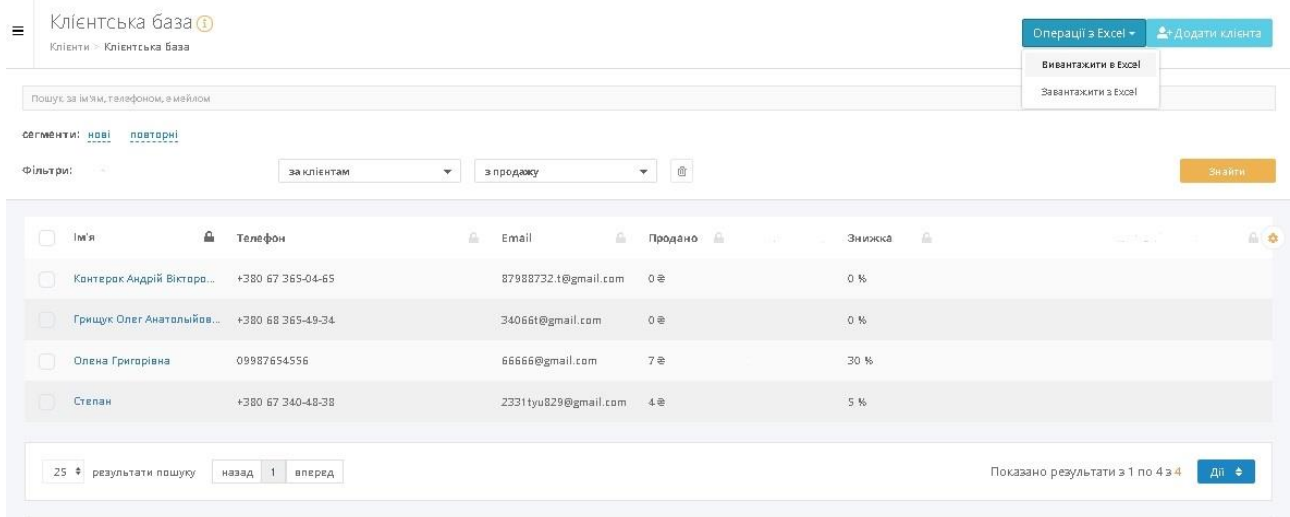 Клієнтська база
Клієнти > Клієнтська база
Операції з Excel
Додати клієнта
Вивантажити в Excel
Завантажити з Excel
Пошук за ім'ям, телефоном, емейлом
сегменти: нові повторні
Фільтри: за клієнтам з продажу Знайти
Ім'я Телефон Email Продано Знижка
Контерок Андрій Вікторо... +380 67 365-04-65 87988732.t@gmail.com 0 ₴ 0 %
Грищук Олег Анатолыйов... +380 68 365-49-34 34066t@gmail.com 0 ₴ 0 %
Олена Григорівна 09987654556 66666@gmail.com 7 ₴ 30 %
Степан +380 67 340-48-38 2331tyu829@gmail.com 4 ₴ 5 %
25 результати пошуку назад 1 вперед Показано результати з 1 по 4 з 4 Дії